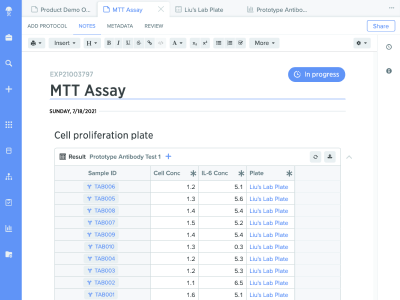 Product Demo O...
MTT Assay
Liu's Lab Plate
Prototype Antibo...
ADD PROTOCOL
NOTES
METADATA
REVIEW
Share
Insert
H
B I U S
A
x₂ x²
More
EXP21003797
In progress
MTT Assay
SUNDAY, 7/18/2021
Cell proliferation plate
Result Prototype Antibody Test 1 +
Sample ID Cell Conc IL-6 Conc Plate
TAB006 1.2 5.1 Liu's Lab Plate
TAB005 1.3 5.6 Liu's Lab Plate
TAB008 1.4 5.4 Liu's Lab Plate
TAB007 1.5 5.2 Liu's Lab Plate
TAB009 1.4 5.4 Liu's Lab Plate
TAB010 1.3 0.3 Liu's Lab Plate
TAB004 1.2 5.3 Liu's Lab Plate
TAB003 1.2 5.3 Liu's Lab Plate
TAB002 1.1 6.5 Liu's Lab Plate
TAB001 1.6 5.1 Liu's Lab Plate